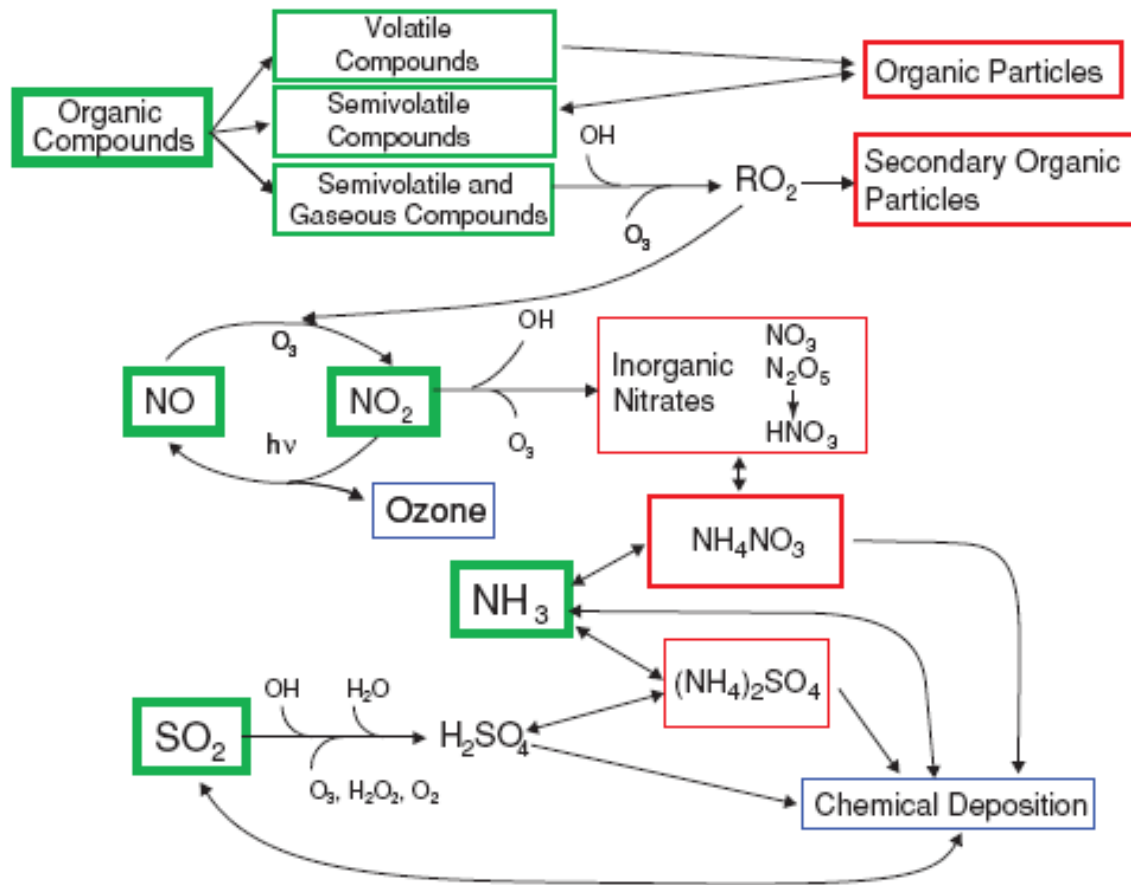 Volatile
Compounds
Organic Particles
Organic
Compounds
Semivolatile
Compounds
OH
Semivolatile and
Gaseous Compounds
RO₂
Secondary Organic
Particles
O₃
OH
O₃
NO
NO₂
Inorganic
Nitrates
NO₃
N₂O₅
HNO₃
O₃
hν
Ozone
NH₄NO₃
NH₃
(NH₄)₂SO₄
OH
H₂O
SO₂
H₂SO₄
O₃, H₂O₂, O₂
Chemical Deposition